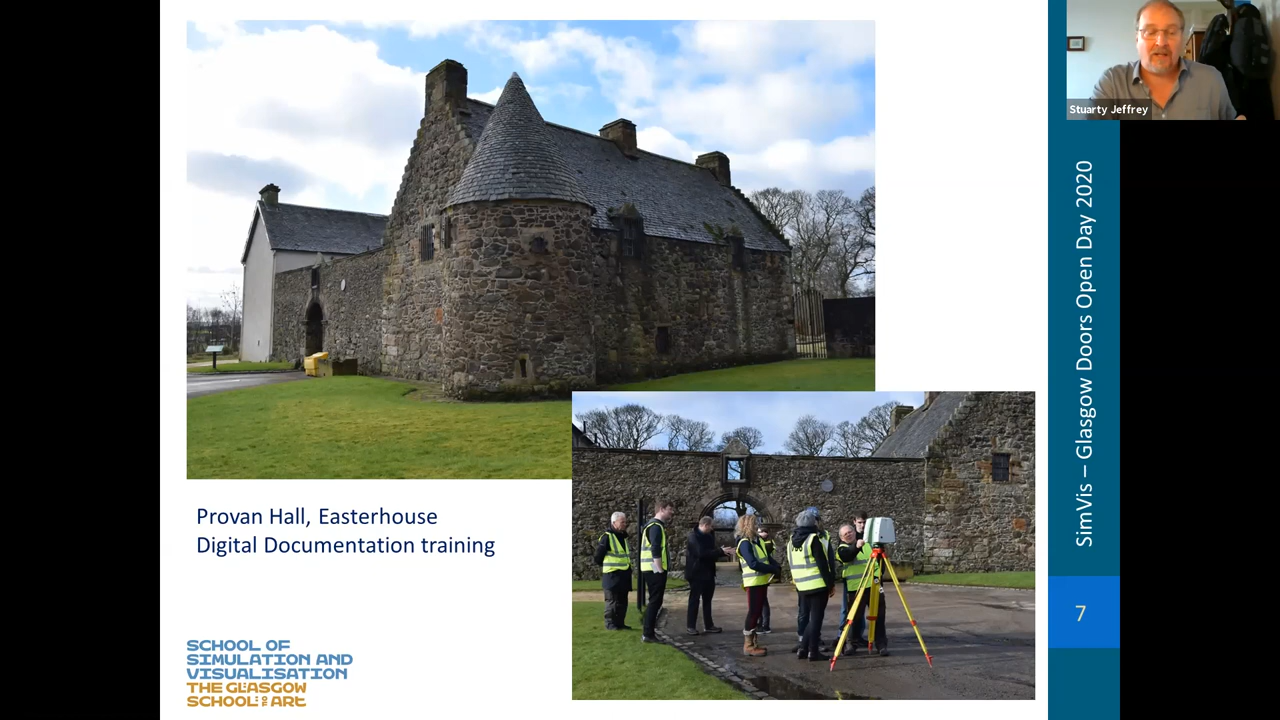 Stuarty Jeffrey
SimVis – Glasgow Doors Open Day 2020
Provan Hall, Easterhouse
Digital Documentation training
7
SCHOOL OF
SIMULATION AND
VISUALISATION
THE GLASGOW
SCHOOL OF ART